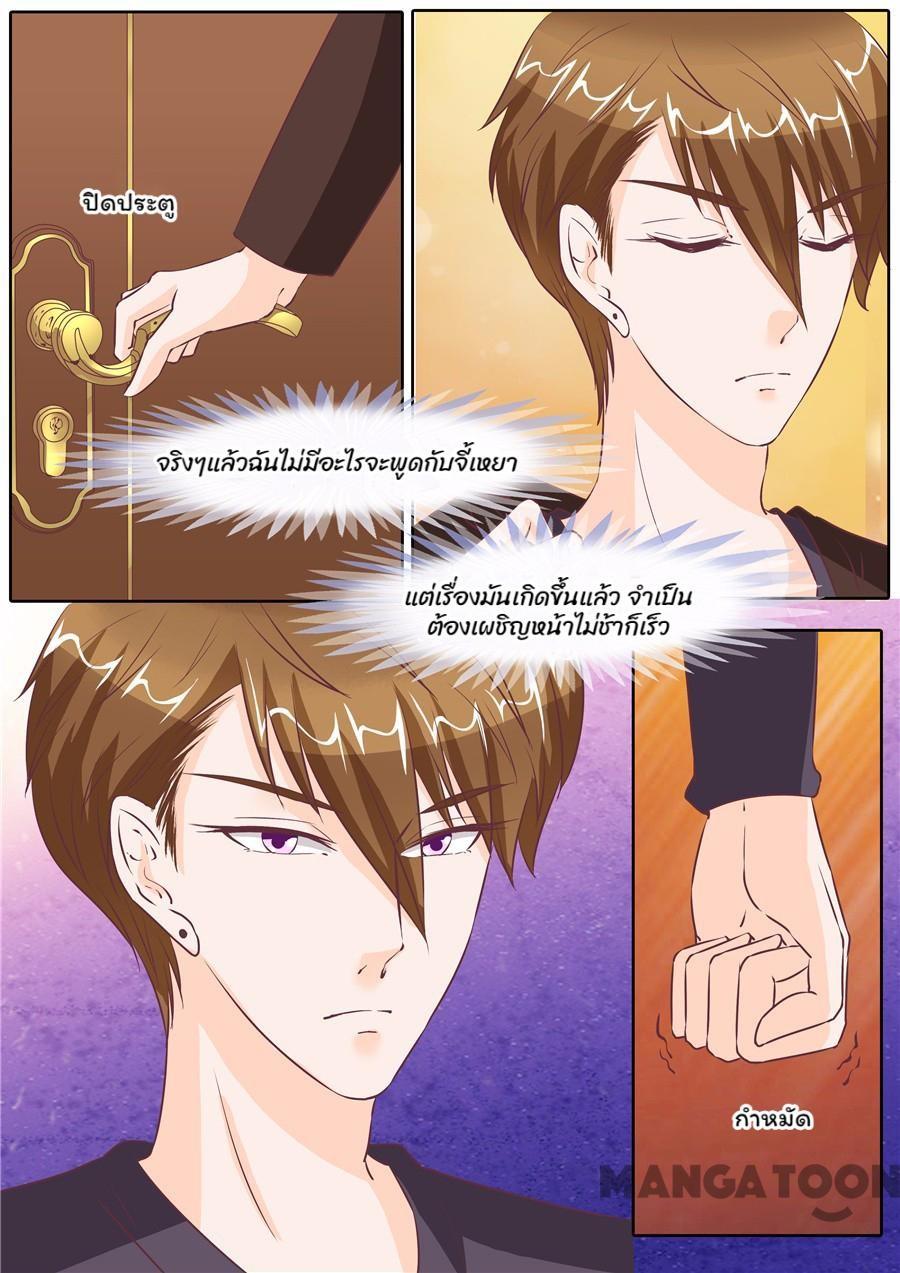 ปิดประตู
จริงๆแล้วฉันไม่มีอะไรจะพูดกับจี้เหยา
แต่เรื่องมันเกิดขึ้นแล้ว จำเป็น
ต้องเผชิญหน้าไม่ช้าก็เร็ว
กำหมัด
MANGATOON